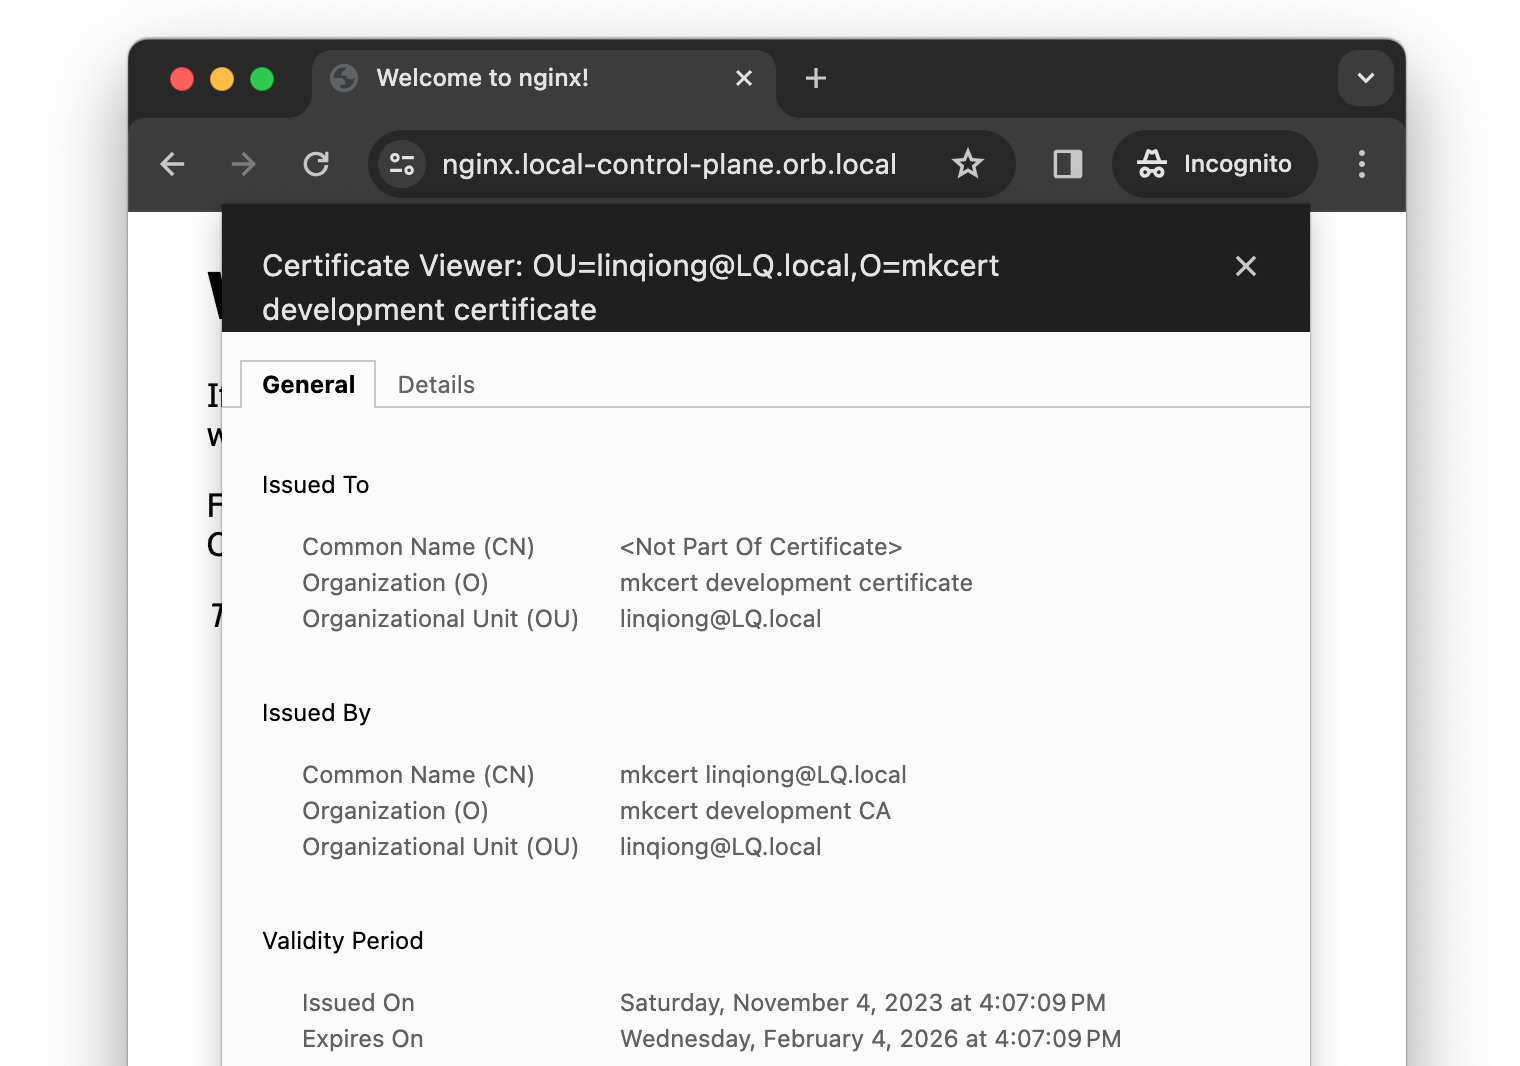 Welcome to nginx!
nginx.local-control-plane.orb.local
Incognito
Certificate Viewer: OU=linqiong@LQ.local,O=mkcert
development certificate
General
Details
Issued To
Common Name (CN) <Not Part Of Certificate>
Organization (O) mkcert development certificate
Organizational Unit (OU) linqiong@LQ.local
Issued By
Common Name (CN) mkcert linqiong@LQ.local
Organization (O) mkcert development CA
Organizational Unit (OU) linqiong@LQ.local
Validity Period
Issued On Saturday, November 4, 2023 at 4:07:09 PM
Expires On Wednesday, February 4, 2026 at 4:07:09 PM